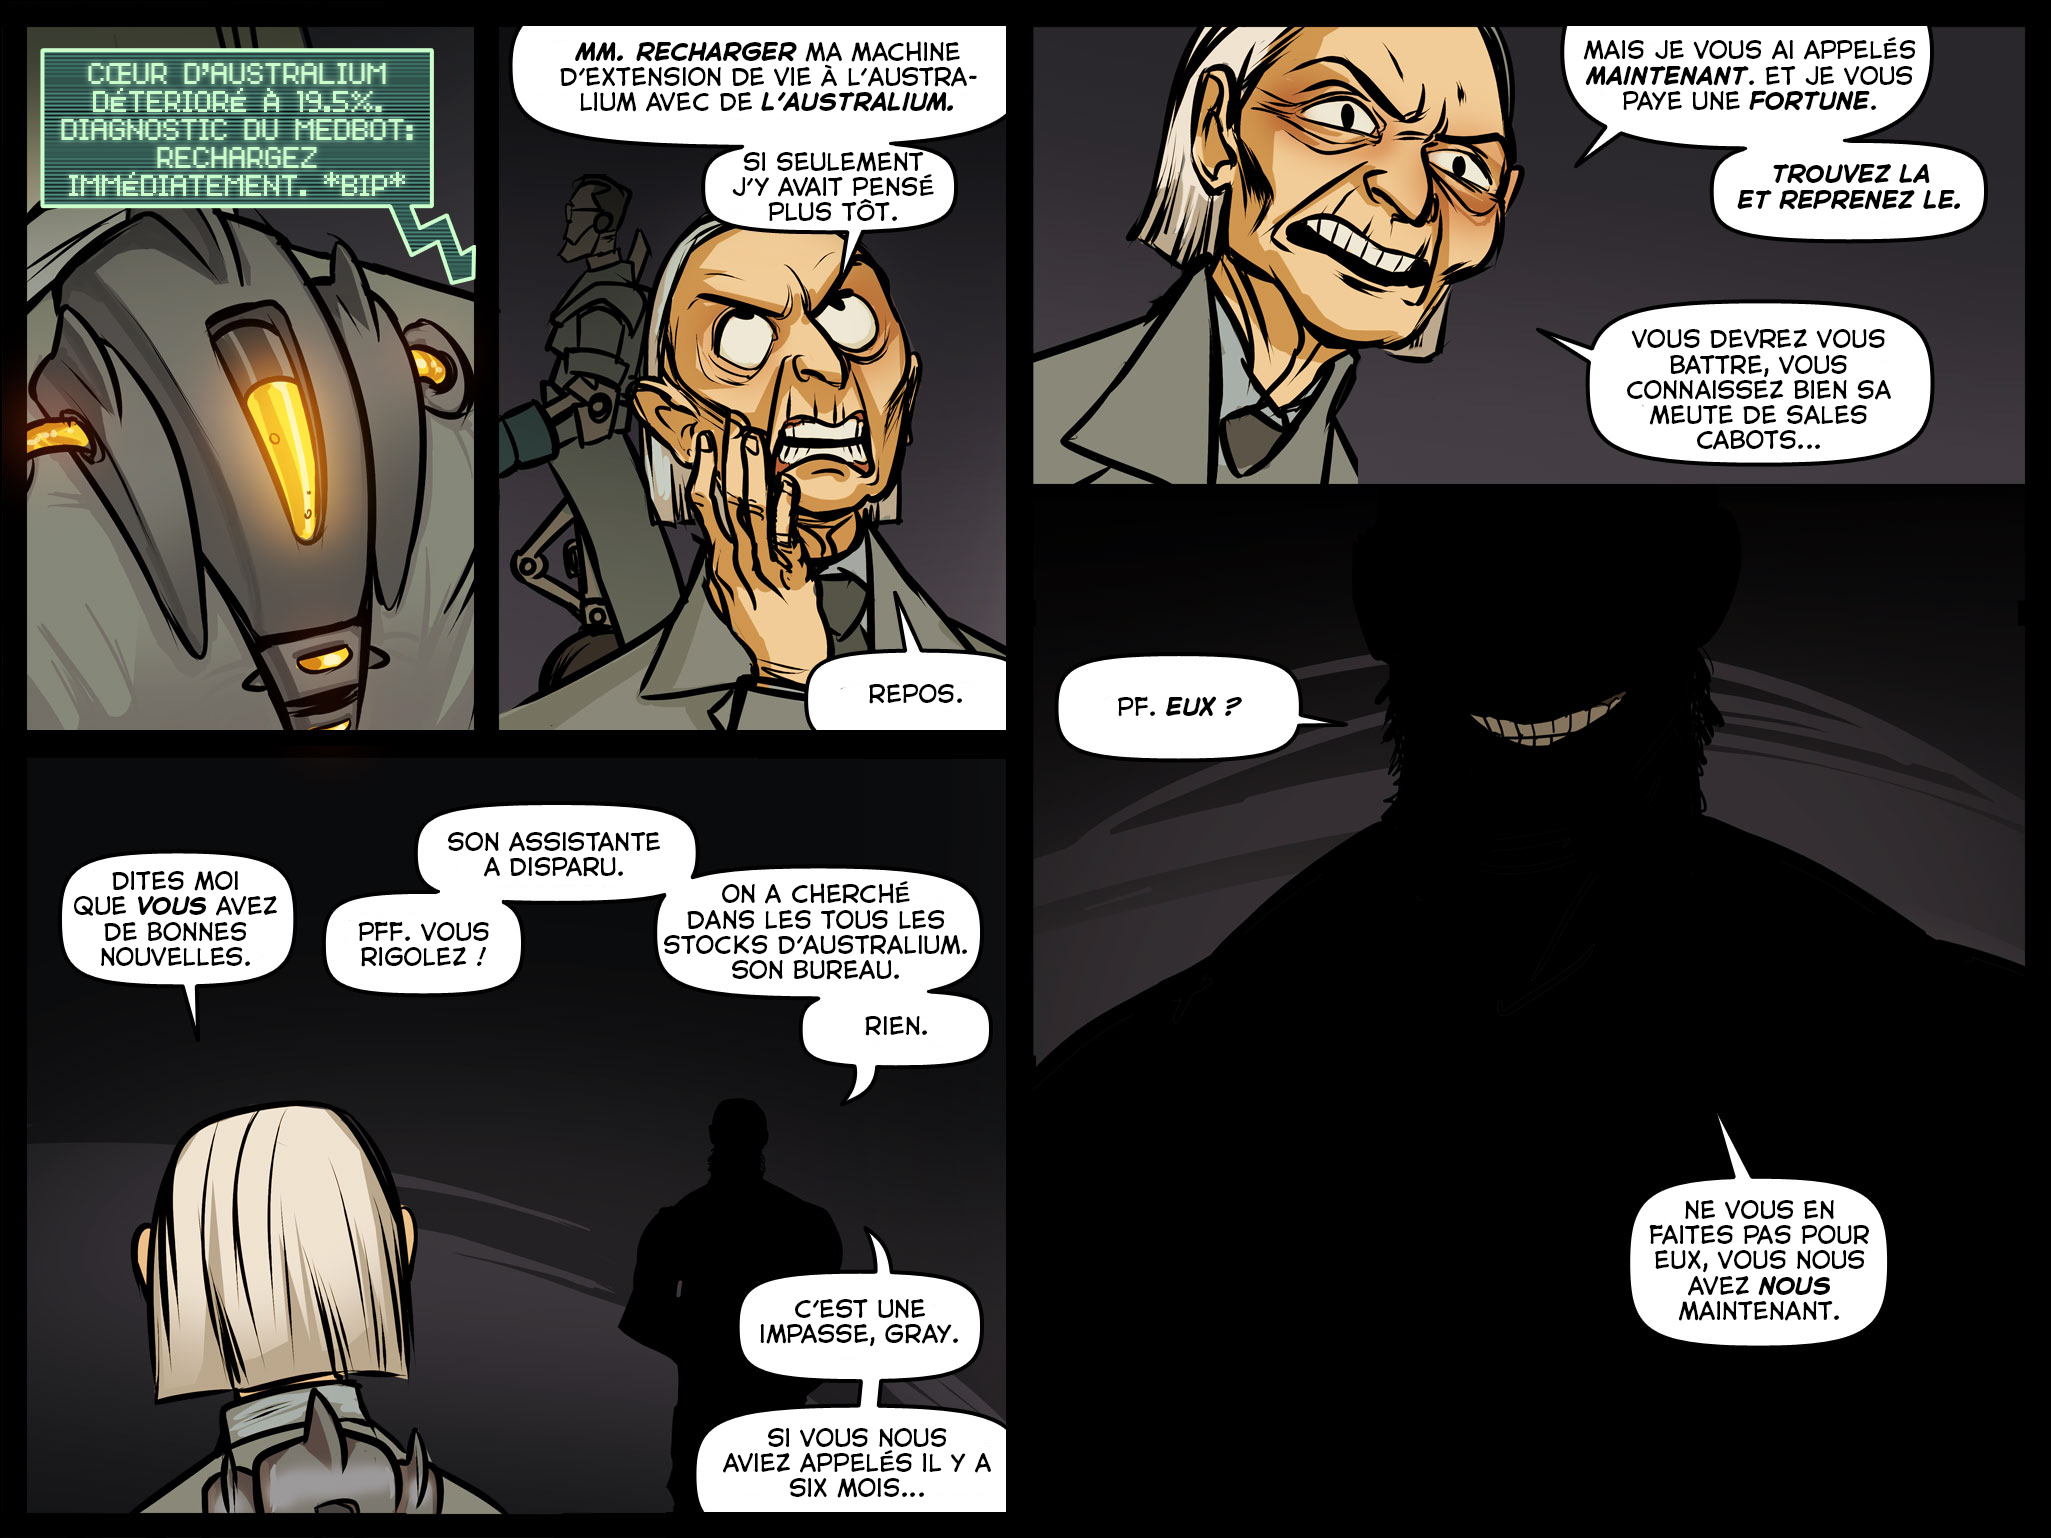 CŒUR D'AUSTRALIUM
DÉTERIORÉ À 19.5%.
DIAGNOSTIC DU MEDBOT:
RECHARGEZ
IMMÉDIATEMENT. *BIP*
MM. RECHARGER MA MACHINE
D'EXTENSION DE VIE À L'AUSTRA-
LIUM AVEC DE L'AUSTRALIUM.
SI SEULEMENT
J'Y AVAIT PENSÉ
PLUS TÔT.
REPOS.
DITES MOI
QUE VOUS AVEZ
DE BONNES
NOUVELLES.
PFF. VOUS
RIGOLEZ !
SON ASSISTANTE
A DISPARU.
ON A CHERCHÉ
DANS LES TOUS LES
STOCKS D'AUSTRALIUM.
SON BUREAU.
RIEN.
C'EST UNE
IMPASSE, GRAY.
SI VOUS NOUS
AVIEZ APPELÉS IL Y A
SIX MOIS...
MAIS JE VOUS AI APPELÉS
MAINTENANT. ET JE VOUS
PAYE UNE FORTUNE.
TROUVEZ LA
ET REPRENEZ LE.
VOUS DEVREZ VOUS
BATTRE, VOUS
CONNAISSEZ BIEN SA
MEUTE DE SALES
CABOTS...
PF. EUX ?
NE VOUS EN
FAITES PAS POUR
EUX, VOUS NOUS
AVEZ NOUS
MAINTENANT.